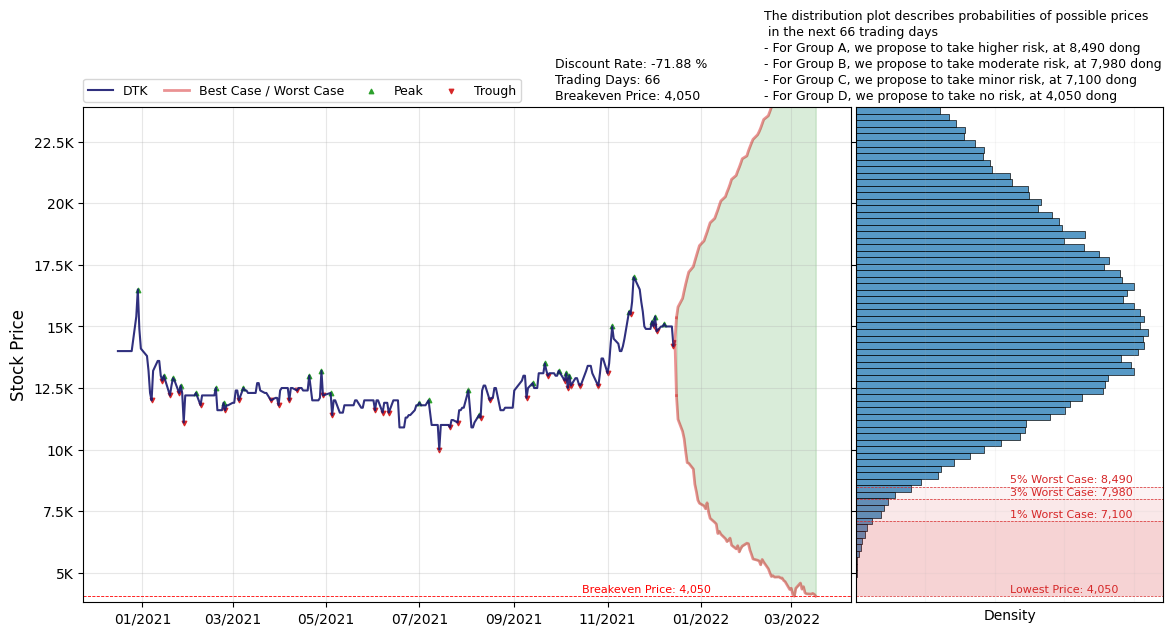 The distribution plot describes probabilities of possible prices
in the next 66 trading days
- For Group A, we propose to take higher risk, at 8,490 dong
- For Group B, we propose to take moderate risk, at 7,980 dong
- For Group C, we propose to take minor risk, at 7,100 dong
- For Group D, we propose to take no risk, at 4,050 dong
Discount Rate: -71.88 %
Trading Days: 66
Breakeven Price: 4,050
DTK Best Case / Worst Case Peak Trough
Stock Price
22.5K
20K
17.5K
15K
12.5K
10K
7.5K
5K
Breakeven Price: 4,050
01/2021 03/2021 05/2021 07/2021 09/2021 11/2021 01/2022 03/2022
5% Worst Case: 8,490
3% Worst Case: 7,980
1% Worst Case: 7,100
Lowest Price: 4,050
Density